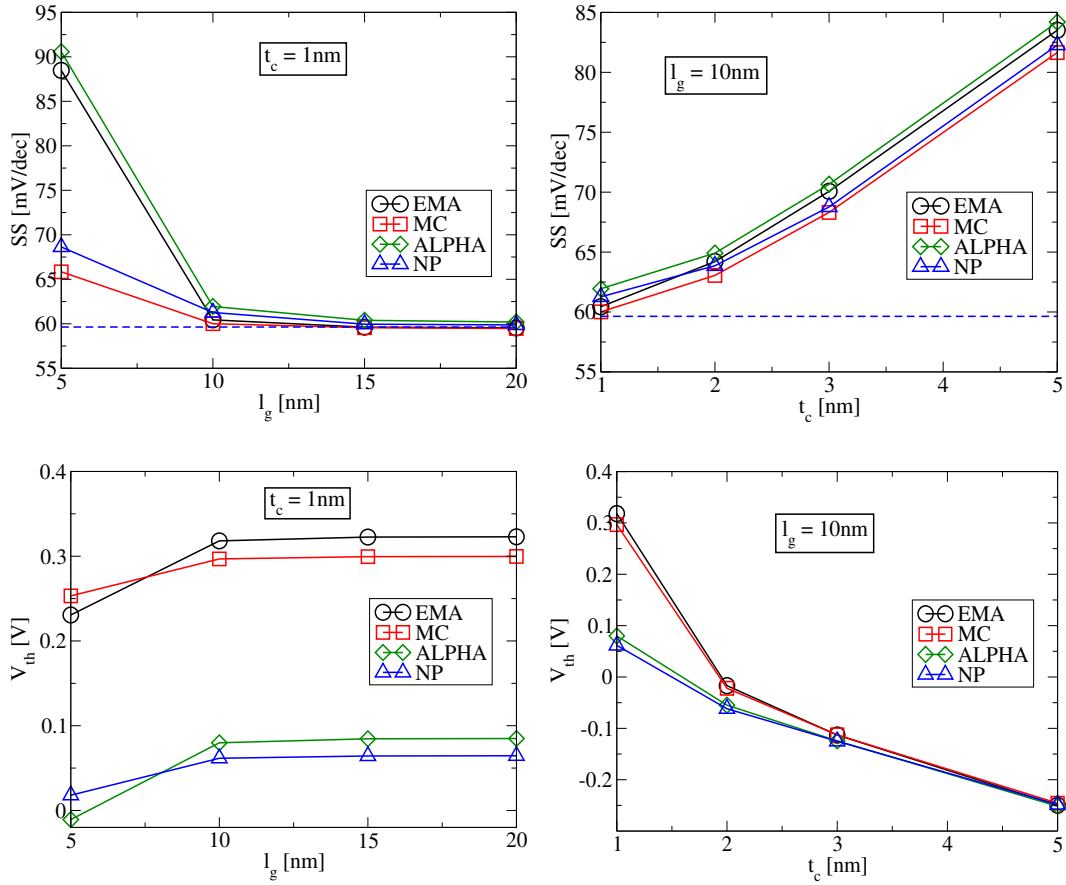 95
90
85
80
75
70
65
60
55
SS [mV/dec]
t_c = 1nm
EMA
MC
ALPHA
NP
5
10
15
20
l_g [nm]
85
80
75
70
65
60
55
SS [mV/dec]
l_g = 10nm
EMA
MC
ALPHA
NP
1
2
3
4
5
t_c [nm]
0.4
0.3
0.2
0.1
0
V_th [V]
t_c = 1nm
EMA
MC
ALPHA
NP
5
10
15
20
l_g [nm]
0.4
0.3
0.2
0.1
0
-0.1
-0.2
V_th [V]
l_g = 10nm
EMA
MC
ALPHA
NP
1
2
3
4
5
t_c [nm]